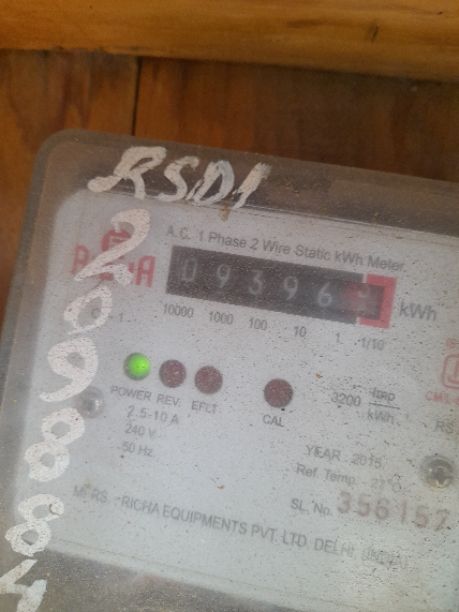 RSD1
A.C. 1 Phase 2 Wire Static kWh Meter
09396
kWh
10000 1000 100 10 1 1/10
POWER REV. EFLT
CAL
3200 imp/kWh
2.5-10 A
240 V
50 Hz
YEAR 2015
Ref. Temp. 27°C
SL. No. 356157
RICHA EQUIPMENTS PVT. LTD. DELHI
RS